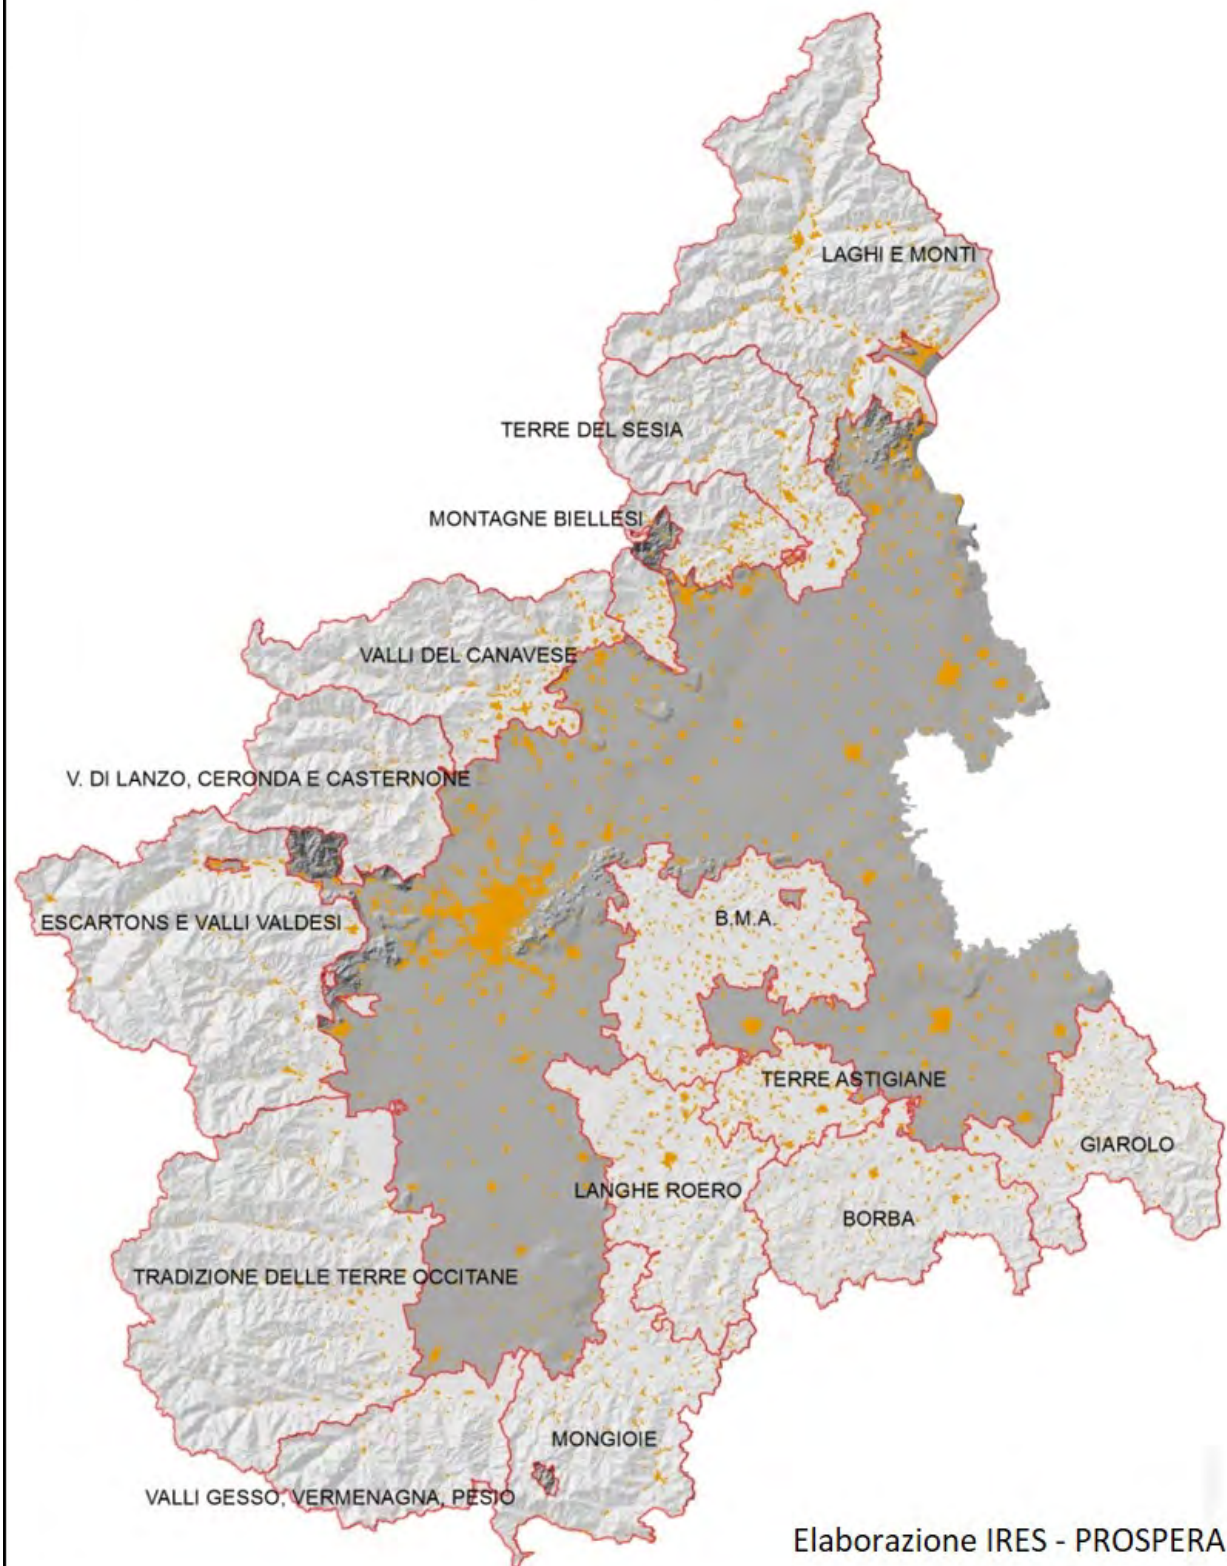 LAGHI E MONTI
TERRE DEL SESIA
MONTAGNE BIELLESI
VALLI DEL CANAVESE
V. DI LANZO, CERONDA E CASTERNONE
ESCARTONS E VALLI VALDESI
B.M.A.
TERRE ASTIGIANE
GIAROLO
LANGHE ROERO
BORBA
TRADIZIONE DELLE TERRE OCCITANE
MONGIOIE
VALLI GESSO, VERMENAGNA, PESIO
Elaborazione IRES - PROSPERA